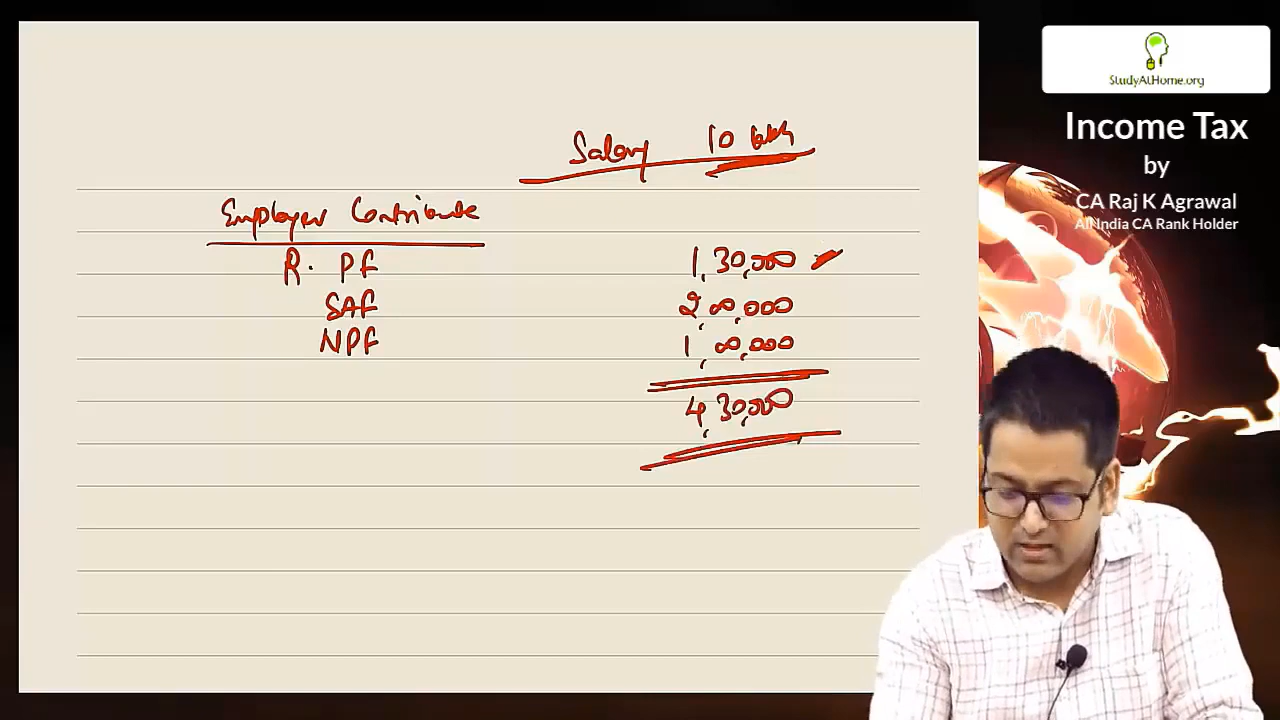 StudyAtHome.org
Income Tax
by
CA Raj K Agrawal
All India CA Rank Holder
Salary 10 lakh
Employer Contribute
R. PF 1,30,000
SAF 2,00,000
NPF 1,00,000
4,30,000